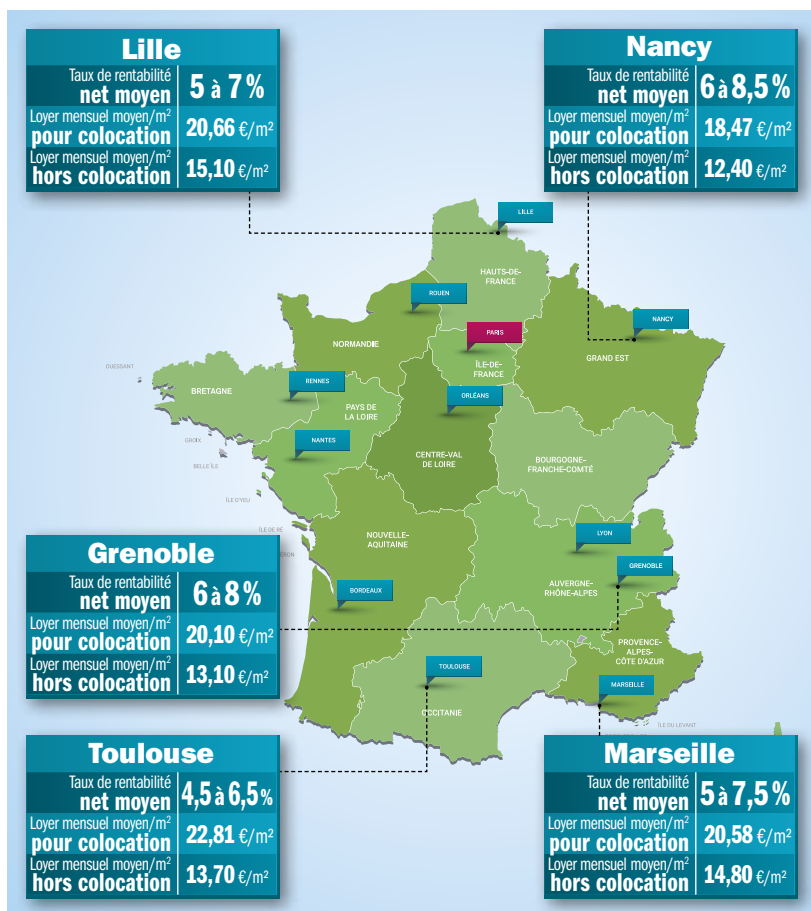 Lille
Taux de rentabilité
net moyen
5 à 7 %
Loyer mensuel moyen/m²
pour colocation
20,66 €/m²
Loyer mensuel moyen/m²
hors colocation
15,10 €/m²
Nancy
Taux de rentabilité
net moyen
6 à 8,5 %
Loyer mensuel moyen/m²
pour colocation
18,47 €/m²
Loyer mensuel moyen/m²
hors colocation
12,40 €/m²
LILLE
HAUTS-DE-
FRANCE
ROUEN
NANCY
PARIS
NORMANDIE
GRAND EST
ÎLE-DE-
FRANCE
OUESSANT
RENNES
BRETAGNE
ORLÉANS
PAYS DE
LA LOIRE
GROIX
NANTES
CENTRE-VAL
DE LOIRE
BOURGOGNE-
FRANCHE-COMTÉ
BELLE ÎLE
ÎLE D'YEU
ÎLE DE RÉ
NOUVELLE-
AQUITAINE
LYON
GRENOBLE
AUVERGNE-
RHÔNE-ALPES
BORDEAUX
Grenoble
Taux de rentabilité
net moyen
6 à 8 %
Loyer mensuel moyen/m²
pour colocation
20,10 €/m²
Loyer mensuel moyen/m²
hors colocation
13,10 €/m²
PROVENCE-
ALPES-
CÔTE D'AZUR
TOULOUSE
MARSEILLE
OCCITANIE
ÎLE DU LEVANT
Toulouse
Taux de rentabilité
net moyen
4,5 à 6,5 %
Loyer mensuel moyen/m²
pour colocation
22,81 €/m²
Loyer mensuel moyen/m²
hors colocation
13,70 €/m²
Marseille
Taux de rentabilité
net moyen
5 à 7,5 %
Loyer mensuel moyen/m²
pour colocation
20,58 €/m²
Loyer mensuel moyen/m²
hors colocation
14,80 €/m²